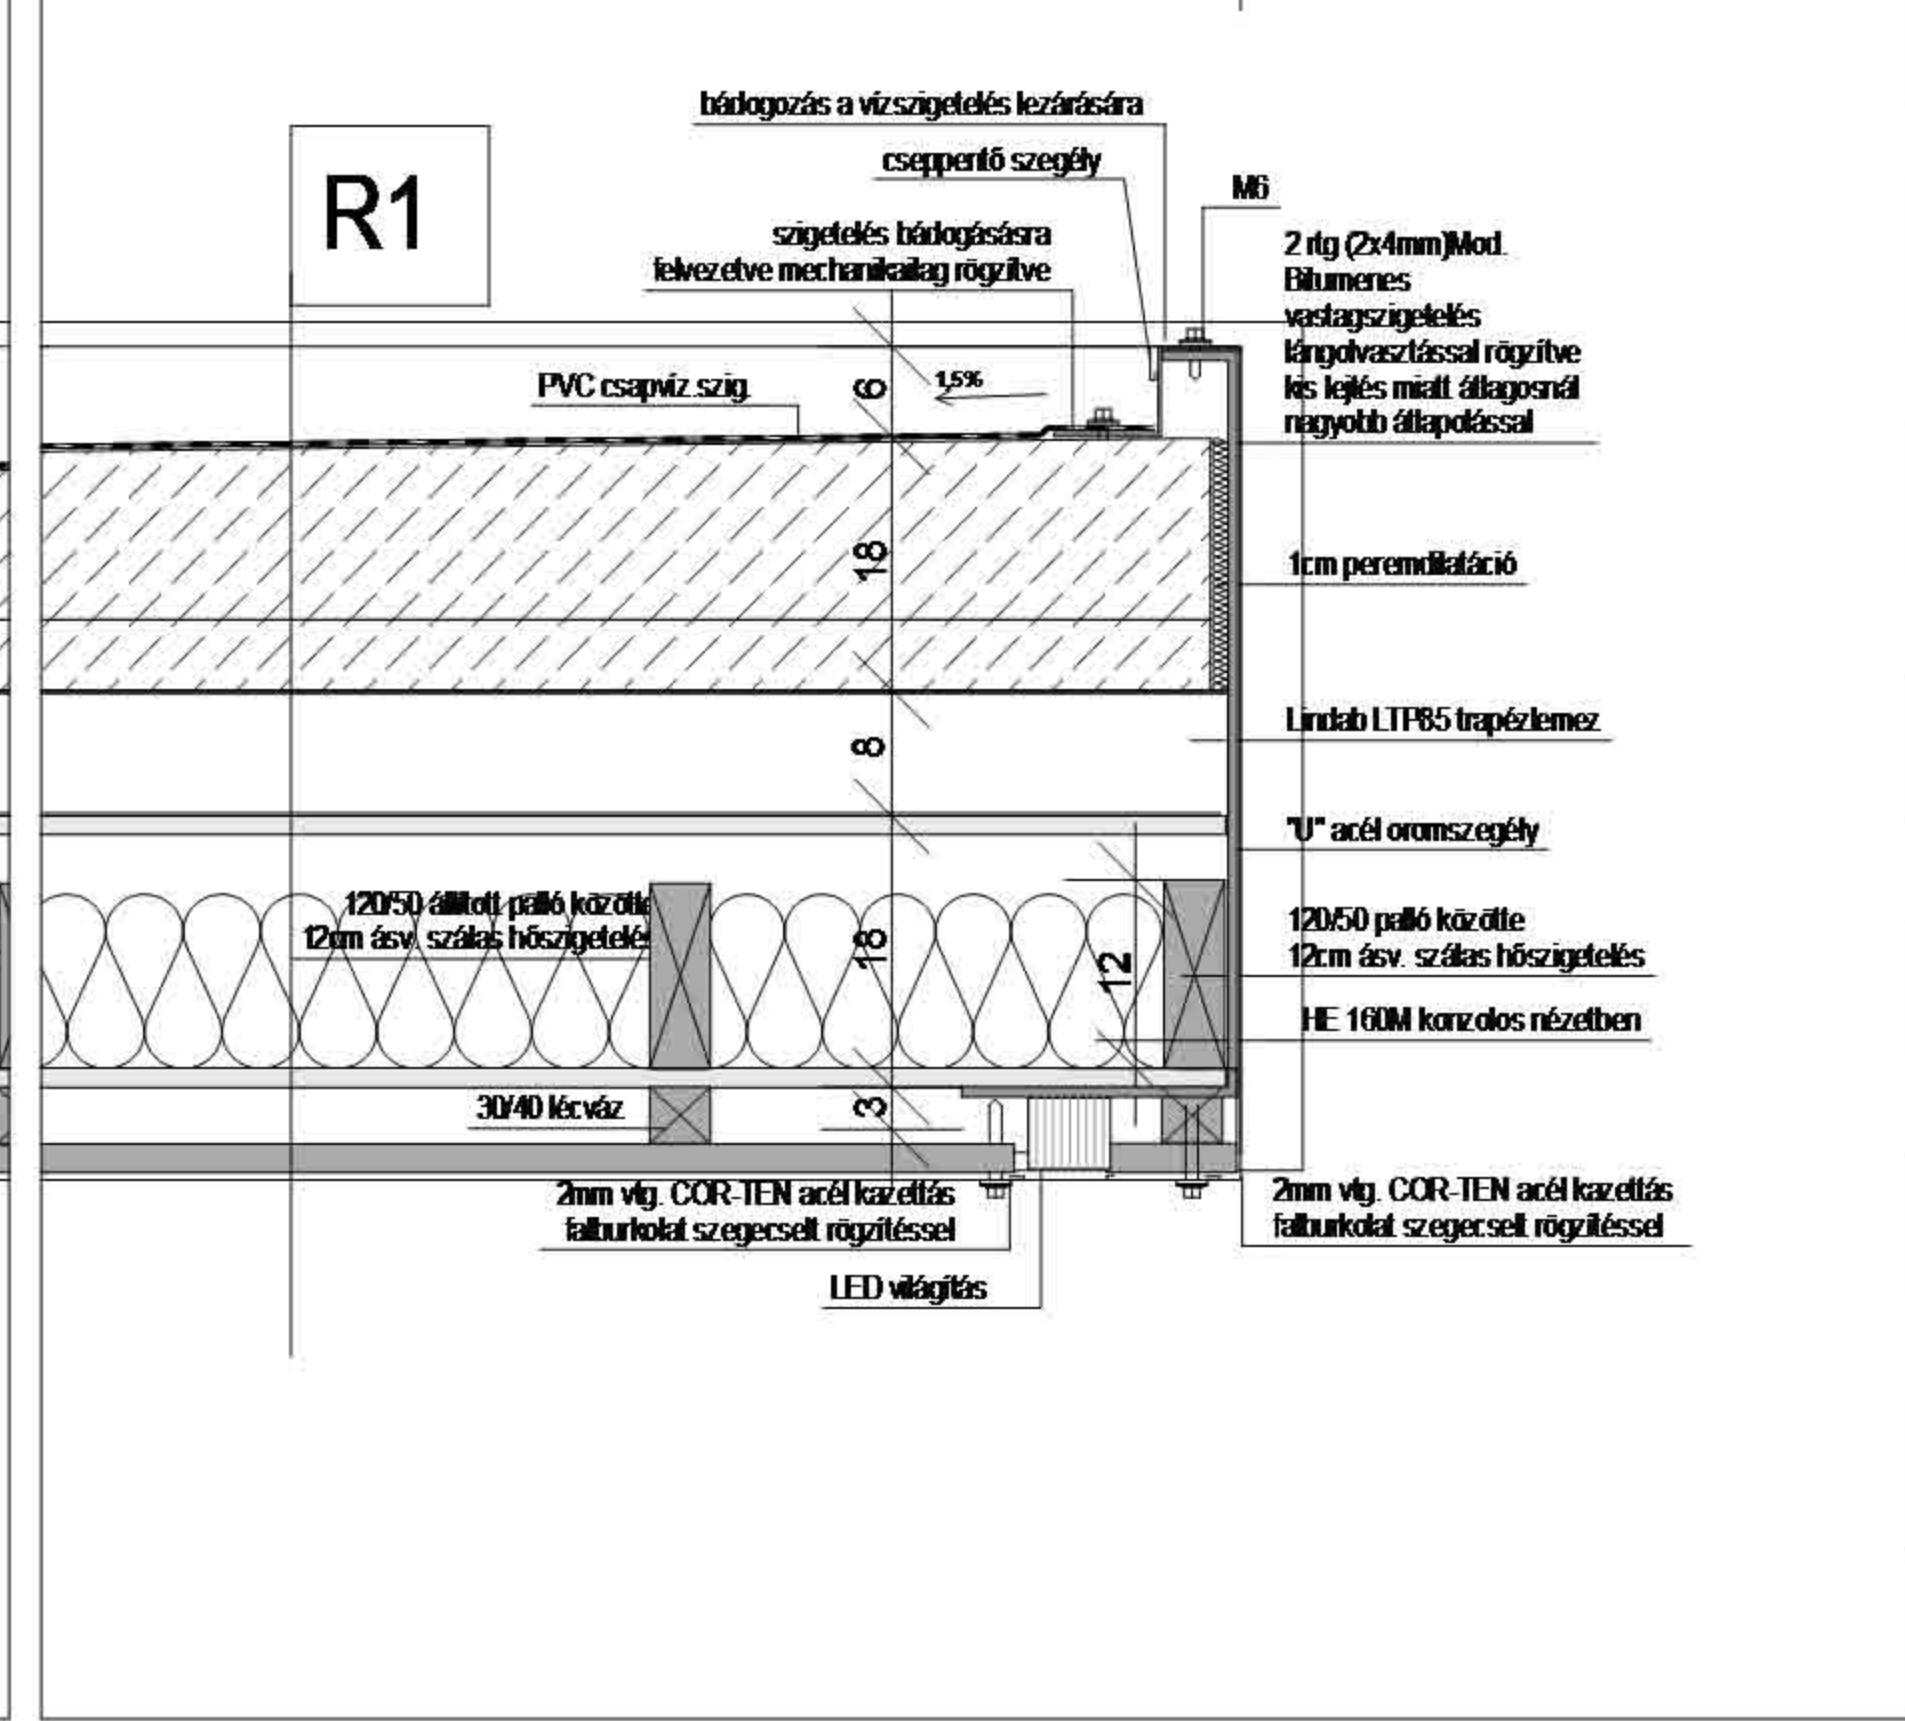 bádogozás a vízszigetelés lezárására
cseppentő szegély
M6
R1
szigetelés bádogásásra
felvezetve mechanikailag rögzítve
2 rtg (2x4mm)Mod.
Bitumenes
vastagszigetelés
lángolvasztással rögzítve
kis lejtés miatt átlagosnál
nagyobb átlapolással
PVC csapvíz.szig.
6
1,5%
18
1cm peremdilatáció
Lindab LTP85 trapézlemez
8
"U" acél oromszegély
120/50 állított palló közötte
12cm ásv. szálas hőszigetelés
18
12
120/50 palló közötte
12cm ásv. szálas hőszigetelés
HE 160M konzolos nézetben
30/40 lécváz
3
2mm vtg. COR-TEN acél kazettás
falburkolat szegecselt rögzítéssel
2mm vtg. COR-TEN acél kazettás
falburkolat szegecselt rögzítéssel
LED világítás